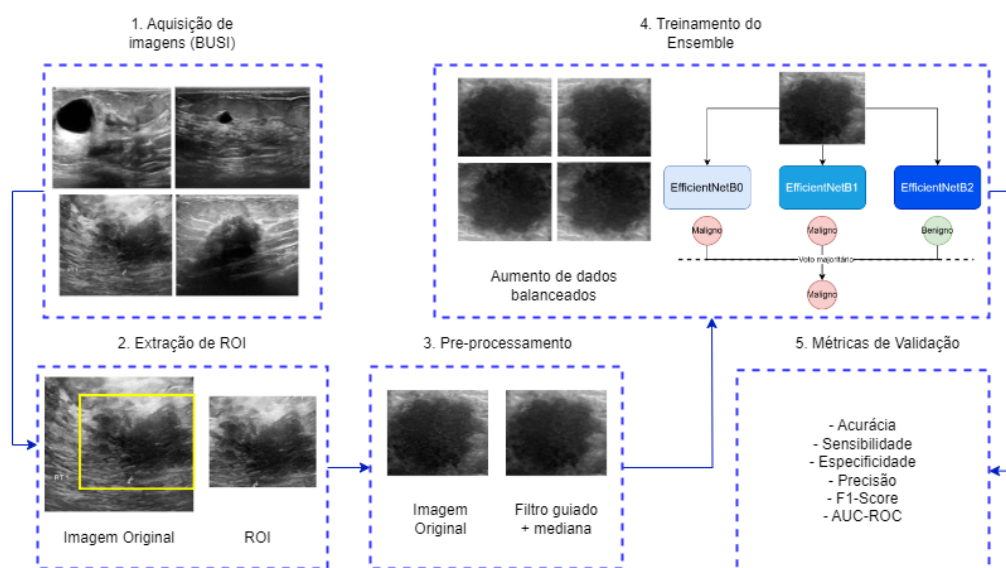 1. Aquisição de
imagens (BUSI)
2. Extração de ROI
PT 1
Imagem Original
ROI
3. Pre-processamento
Imagem
Original
Filtro guiado
+ mediana
4. Treinamento do
Ensemble
Aumento de dados
balanceados
EfficientNetB0
EfficientNetB1
EfficientNetB2
Maligno
Maligno
Benigno
Voto majoritário
Maligno
5. Métricas de Validação
- Acurácia
- Sensibilidade
- Especificidade
- Precisão
- F1-Score
- AUC-ROC